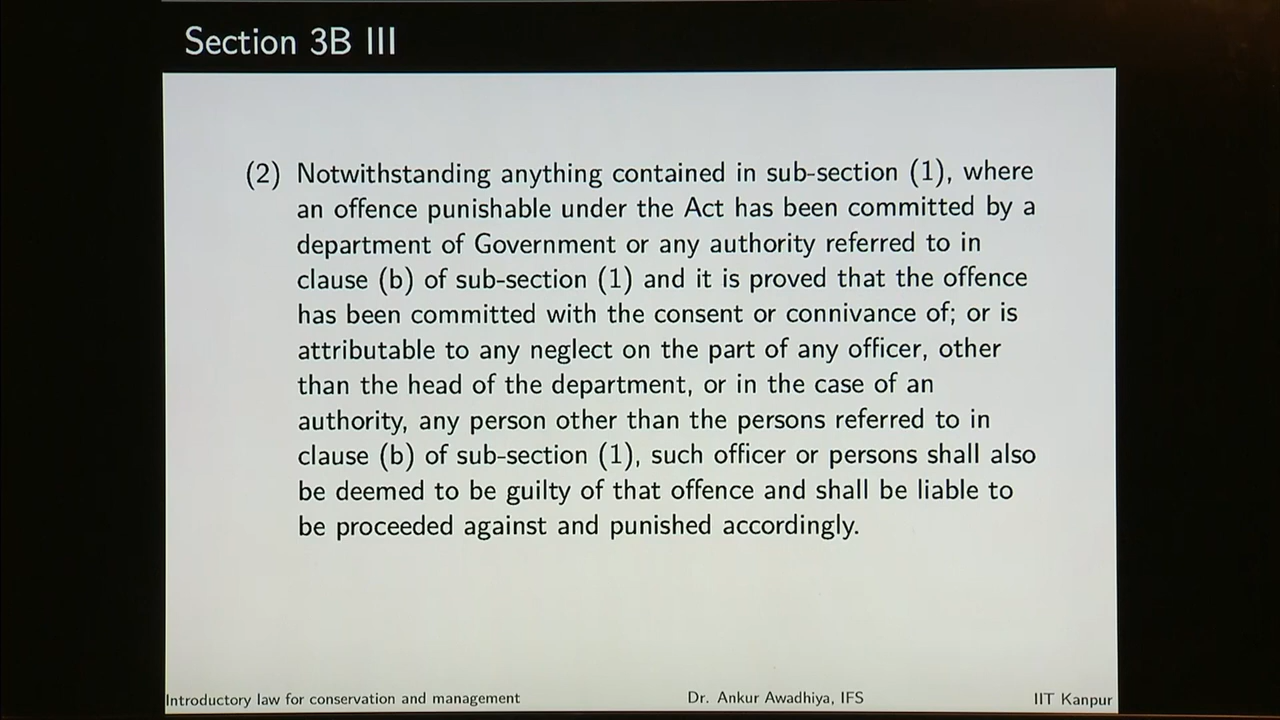 Section 3B III
(2) Notwithstanding anything contained in sub-section (1), where
an offence punishable under the Act has been committed by a
department of Government or any authority referred to in
clause (b) of sub-section (1) and it is proved that the offence
has been committed with the consent or connivance of; or is
attributable to any neglect on the part of any officer, other
than the head of the department, or in the case of an
authority, any person other than the persons referred to in
clause (b) of sub-section (1), such officer or persons shall also
be deemed to be guilty of that offence and shall be liable to
be proceeded against and punished accordingly.
Introductory law for conservation and management Dr. Ankur Awadhiya, IFS IIT Kanpur